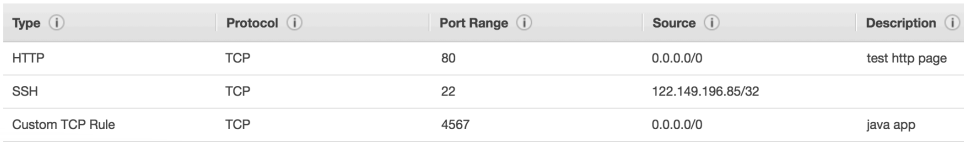 Type Protocol Port Range Source Description
HTTP TCP 80 0.0.0.0/0 test http page
SSH TCP 22 122.149.196.85/32
Custom TCP Rule TCP 4567 0.0.0.0/0 java app